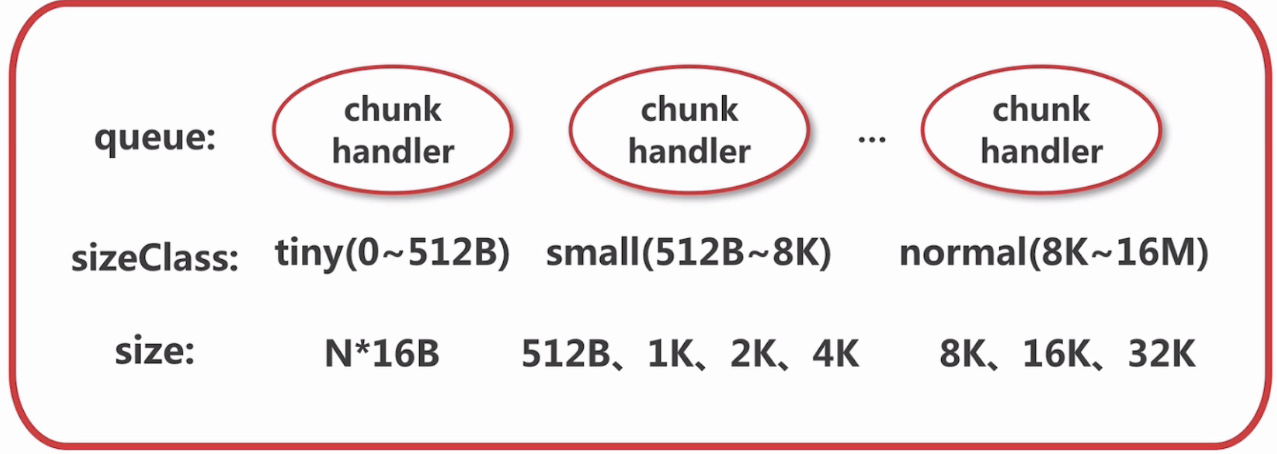 queue: chunk handler chunk handler ... chunk handler
sizeClass: tiny(0~512B) small(512B~8K) normal(8K~16M)
size: N*16B 512B、1K、2K、4K 8K、16K、32K